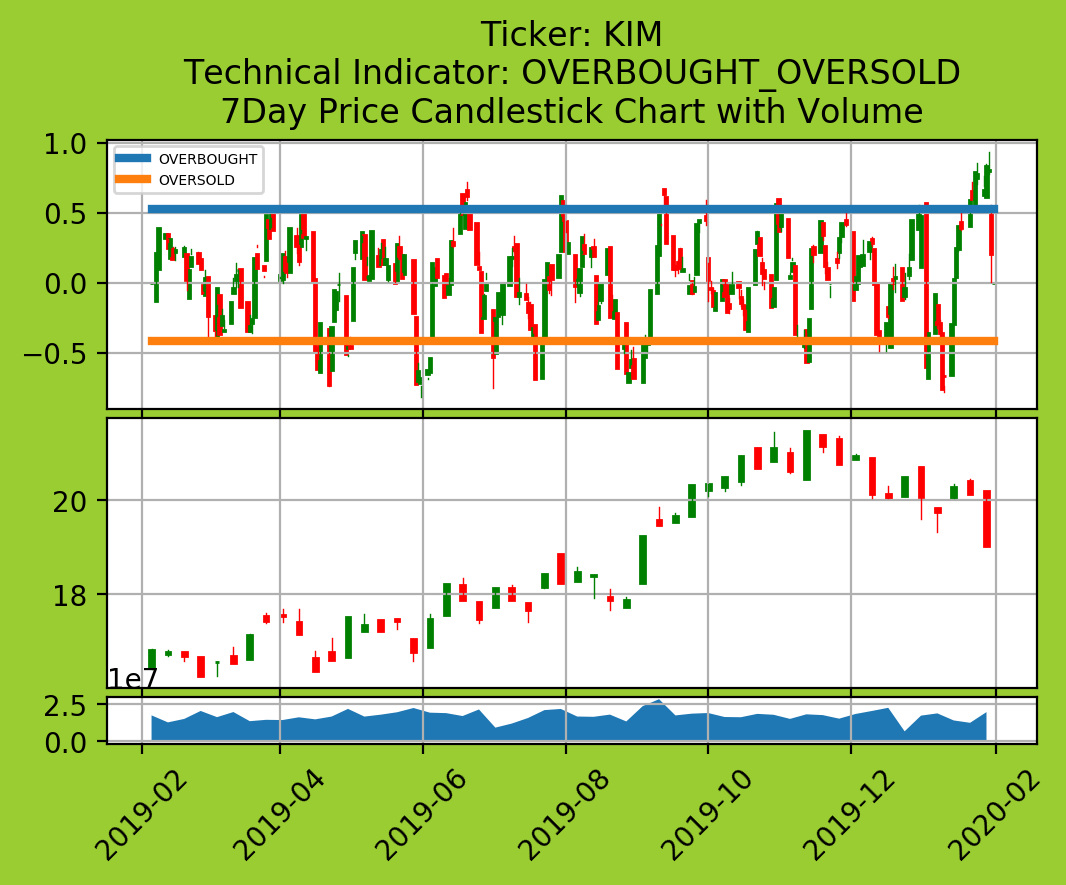 Ticker: KIM
Technical Indicator: OVERBOUGHT_OVERSOLD
7Day Price Candlestick Chart with Volume
OVERBOUGHT
OVERSOLD
1.0
0.5
0.0
−0.5
20
18
1e7
2.5
0.0
2019-02
2019-04
2019-06
2019-08
2019-10
2019-12
2020-02